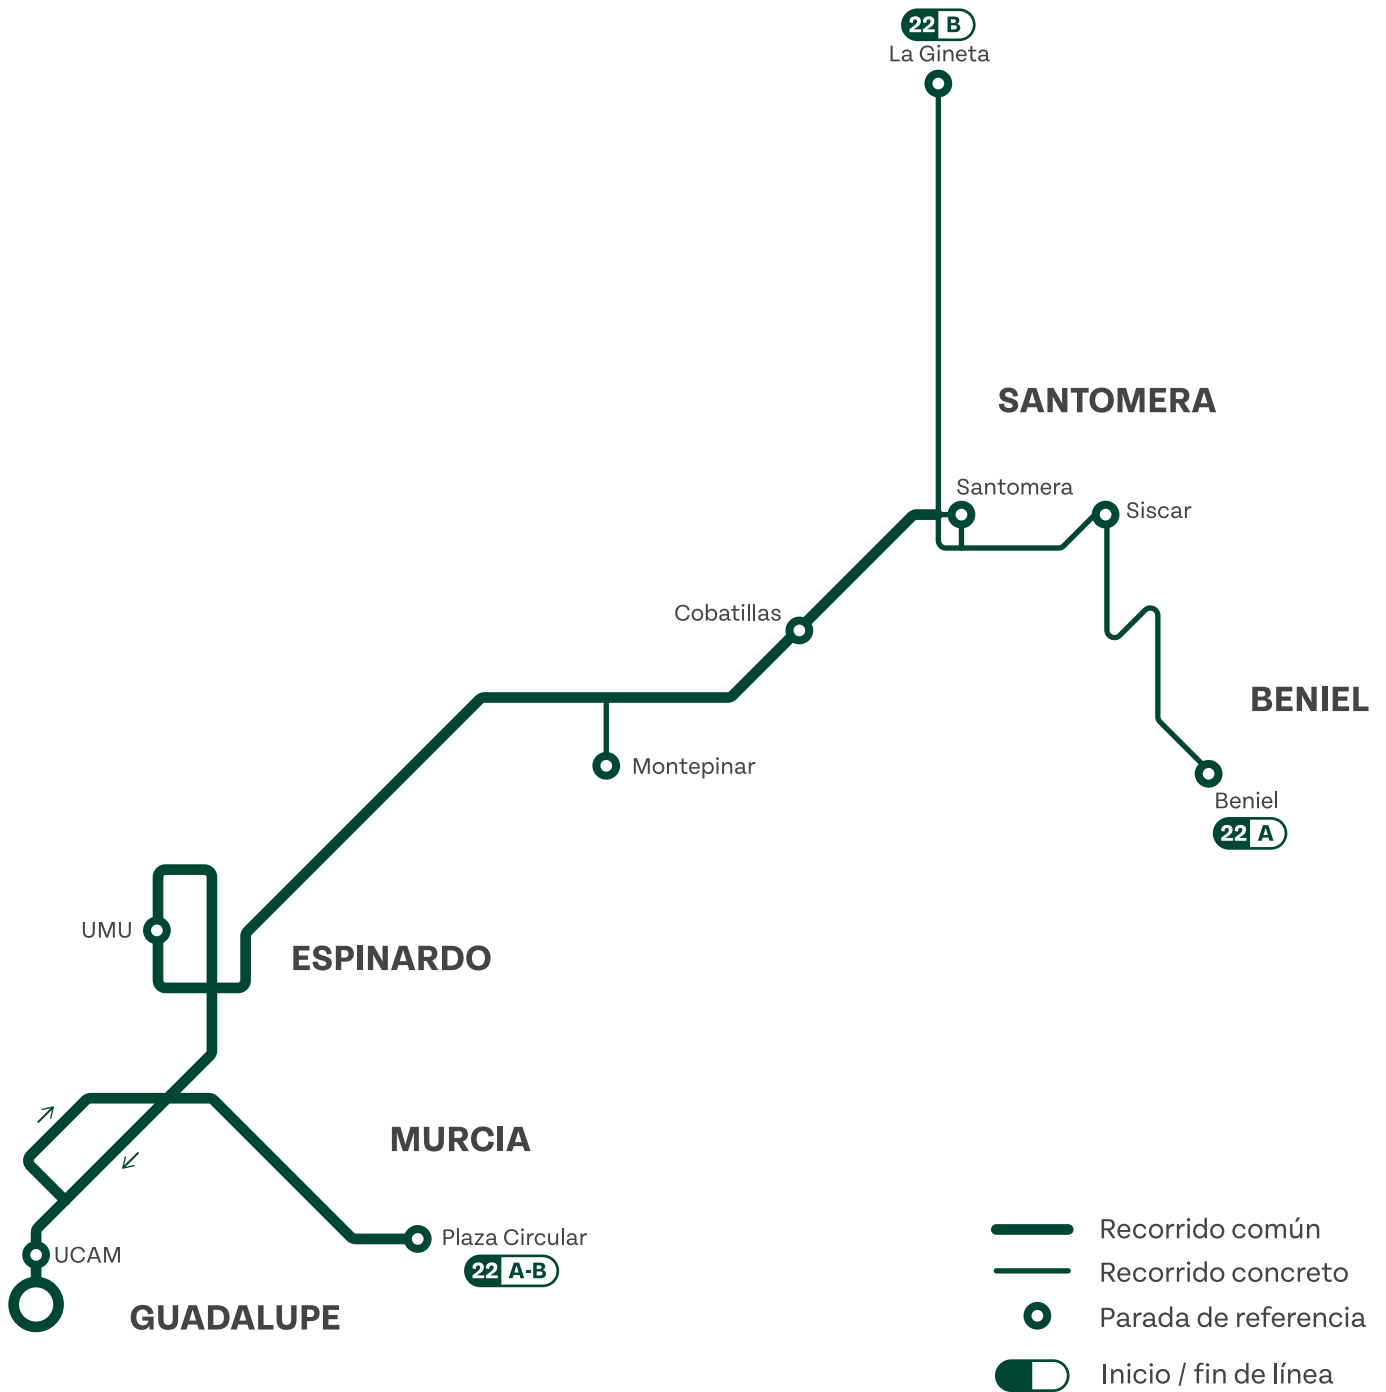 22 B
La Gineta
SANTOMERA
Santomera
Siscar
Cobatillas
BENIEL
Montepinar
Beniel
22 A
UMU
ESPINARDO
MURCIA
Plaza Circular
22 A-B
UCAM
GUADALUPE
Recorrido común
Recorrido concreto
Parada de referencia
Inicio / fin de línea